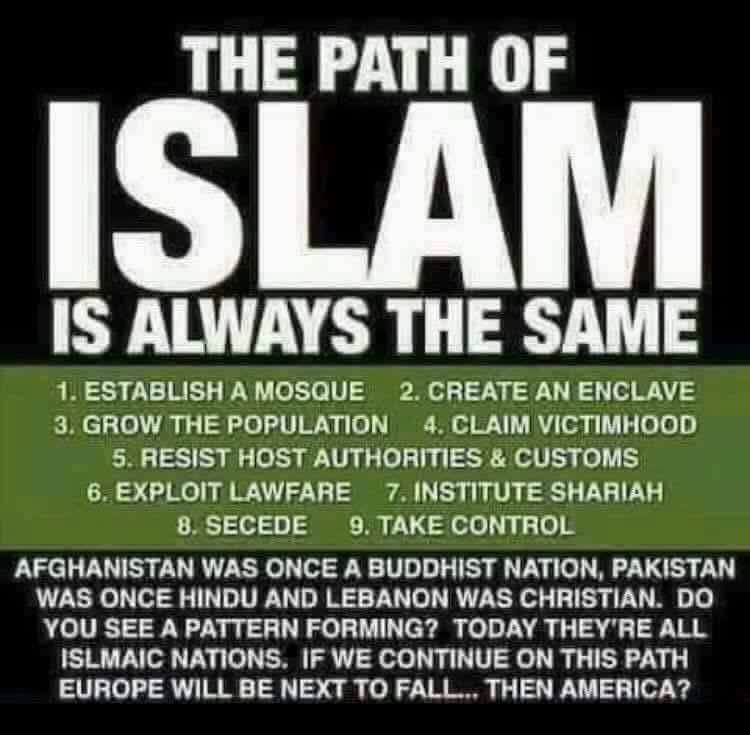 THE PATH OF
ISLAM
IS ALWAYS THE SAME
1. ESTABLISH A MOSQUE 2. CREATE AN ENCLAVE
3. GROW THE POPULATION 4. CLAIM VICTIMHOOD
5. RESIST HOST AUTHORITIES & CUSTOMS
6. EXPLOIT LAWFARE 7. INSTITUTE SHARIAH
8. SECEDE 9. TAKE CONTROL
AFGHANISTAN WAS ONCE A BUDDHIST NATION, PAKISTAN
WAS ONCE HINDU AND LEBANON WAS CHRISTIAN. DO
YOU SEE A PATTERN FORMING? TODAY THEY'RE ALL
ISLMAIC NATIONS. IF WE CONTINUE ON THIS PATH
EUROPE WILL BE NEXT TO FALL... THEN AMERICA?